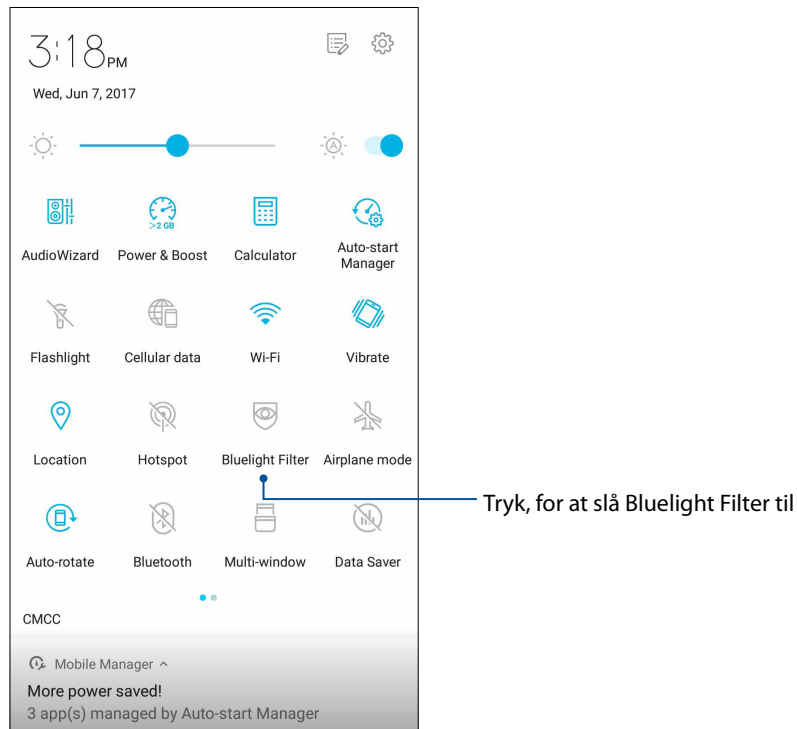 3:18 PM
Wed, Jun 7, 2017
A
>2 GB
AudioWizard Power & Boost Calculator Auto-start Manager
Flashlight Cellular data Wi-Fi Vibrate
Location Hotspot Bluelight Filter Airplane mode
Tryk, for at slå Bluelight Filter til
Auto-rotate Bluetooth Multi-window Data Saver
CMCC
Mobile Manager
More power saved!
3 app(s) managed by Auto-start Manager